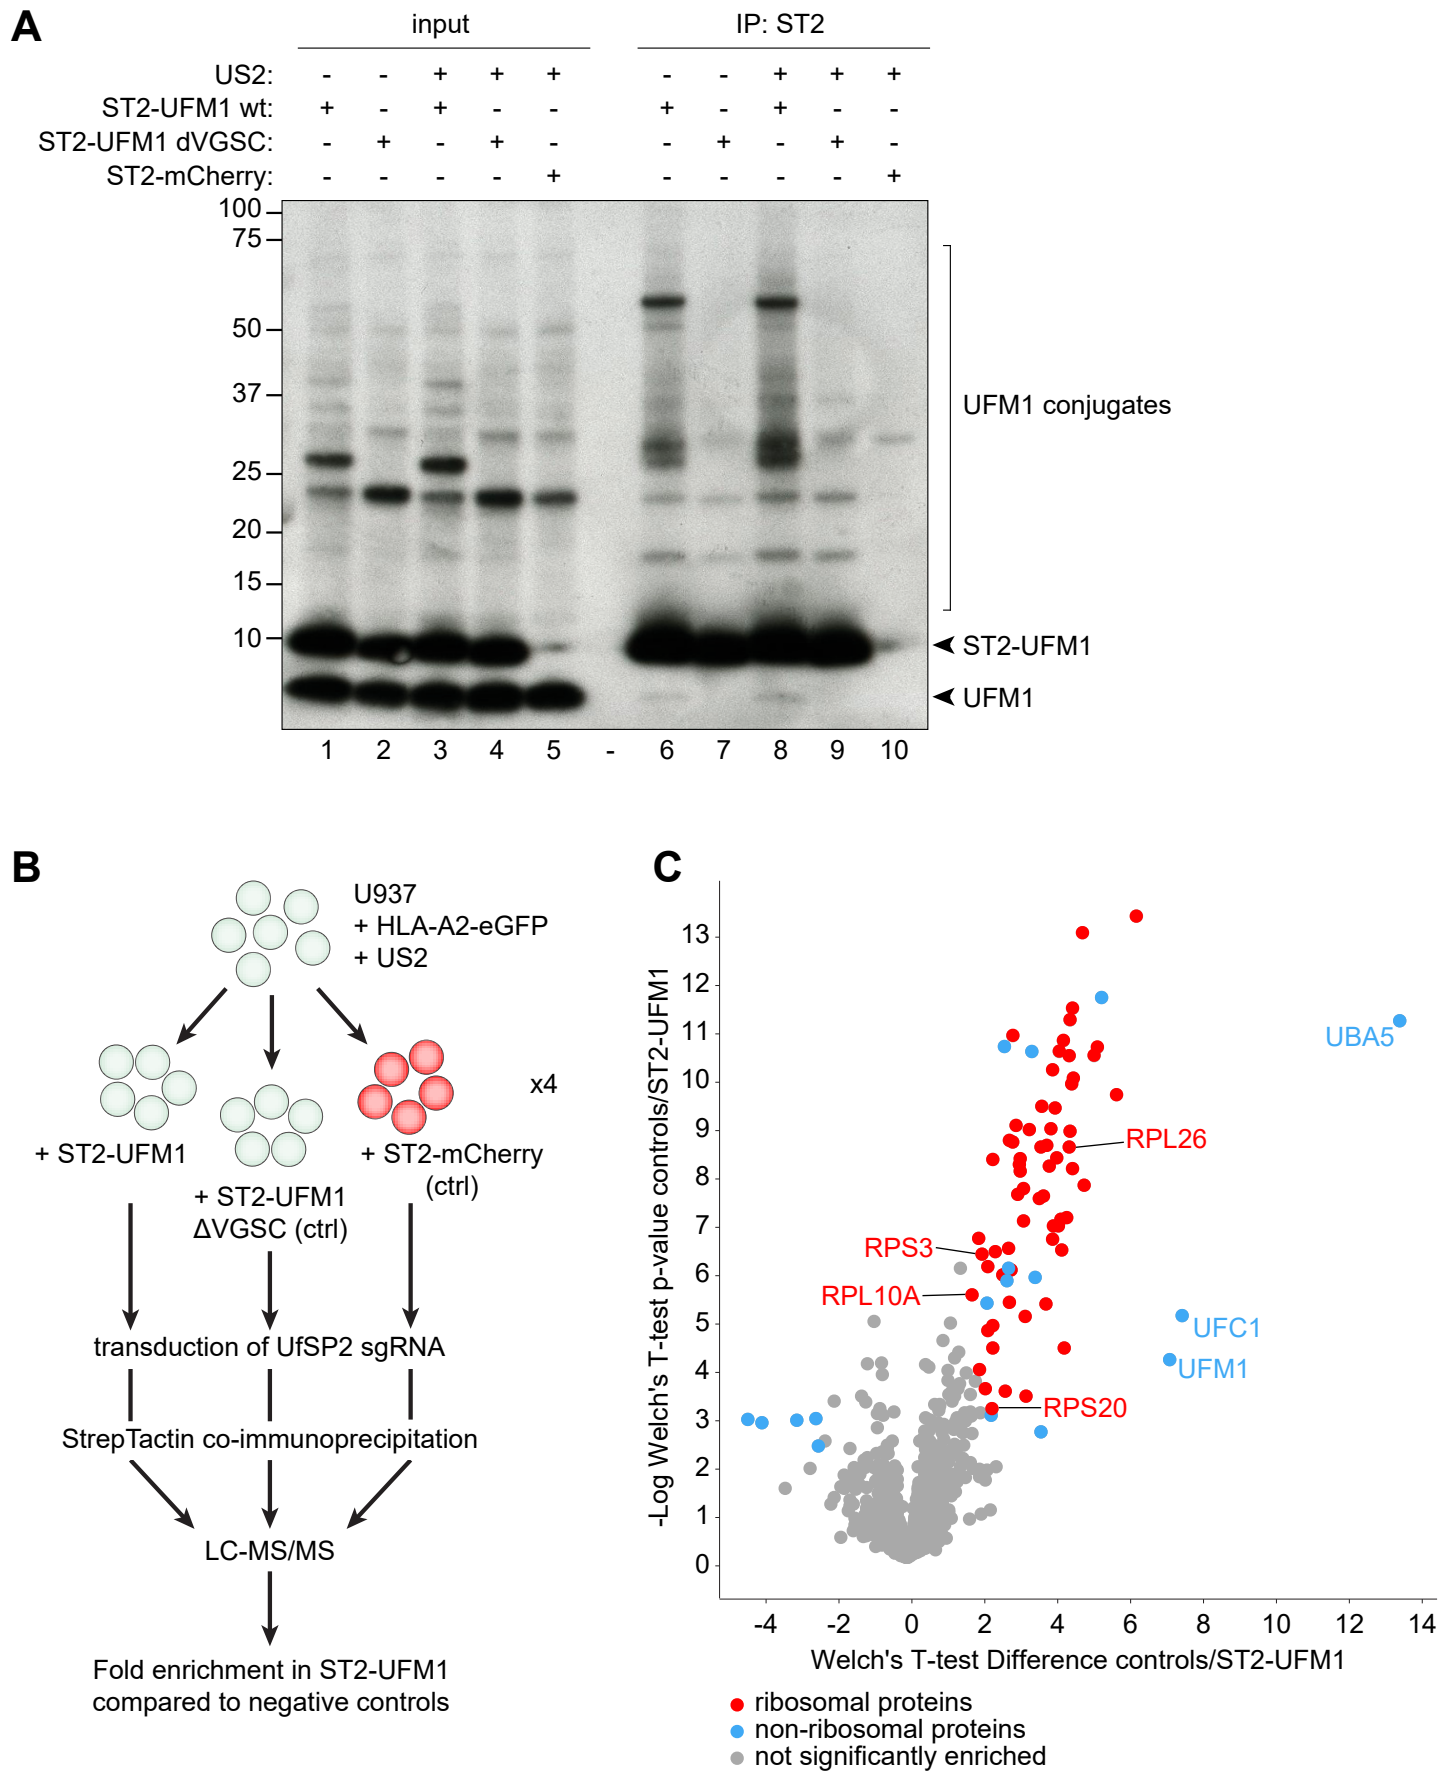 A
input
IP: ST2
US2: - - + + + - - + + +
ST2-UFM1 wt: + - + - - + - + - -
ST2-UFM1 dVGSC: - + - + - - + - + -
ST2-mCherry: - - - - + - - - - +
100
75
50
37
25
20
15
10
UFM1 conjugates
ST2-UFM1
UFM1
1 2 3 4 5 - 6 7 8 9 10
B
U937
+ HLA-A2-eGFP
+ US2
x4
+ ST2-UFM1
+ ST2-UFM1
ΔVGSC (ctrl)
+ ST2-mCherry
(ctrl)
transduction of UfSP2 sgRNA
StrepTactin co-immunoprecipitation
LC-MS/MS
Fold enrichment in ST2-UFM1
compared to negative controls
C
-Log Welch's T-test p-value controls/ST2-UFM1
13
12
11
10
9
8
7
6
5
4
3
2
1
0
UBA5
RPL26
RPS3
RPL10A
UFC1
UFM1
RPS20
-4 -2 0 2 4 6 8 10 12 14
Welch's T-test Difference controls/ST2-UFM1
ribosomal proteins
non-ribosomal proteins
not significantly enriched